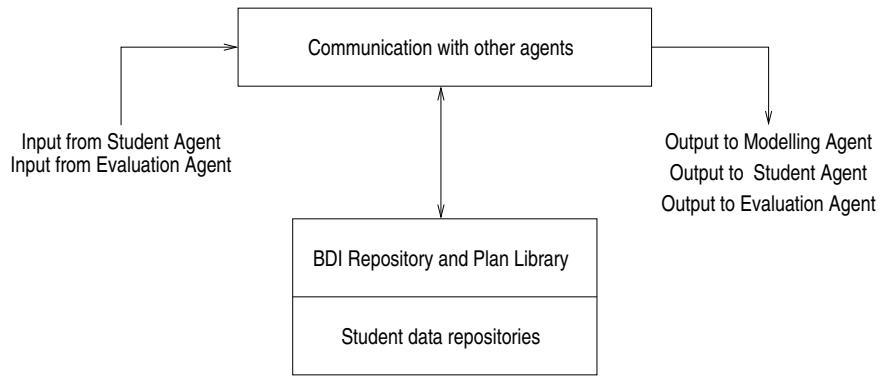 Communication with other agents
Input from Student Agent
Input from Evaluation Agent
Output to Modelling Agent
Output to Student Agent
Output to Evaluation Agent
BDI Repository and Plan Library
Student data repositories